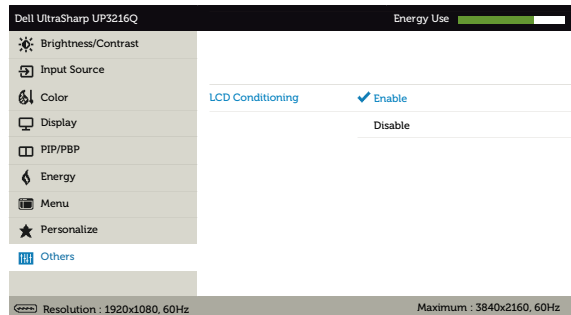 Dell UltraSharp UP3216Q Energy Use
Brightness/Contrast
Input Source
Color LCD Conditioning Enable
Display Disable
PIP/PBP
Energy
Menu
Personalize
Others
Resolution : 1920x1080, 60Hz Maximum : 3840x2160, 60Hz